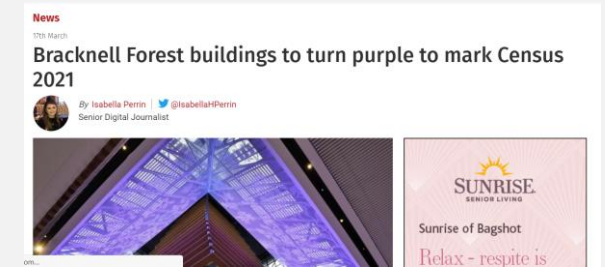 News
17th March
Bracknell Forest buildings to turn purple to mark Census
2021
By Isabella Perrin | @IsabellaHPerrin
Senior Digital Journalist
SUNRISE
SENIOR LIVING
Sunrise of Bagshot
Relax - respite is
om...